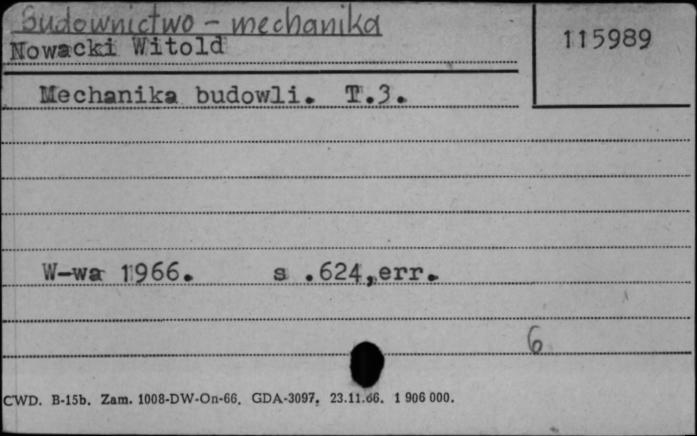 Budownictwo - mechanika
Nowacki Witold
115989
Mechanika budowli. T.3.
W-wa 1966. s .624,err.
6
CWD. B-15b. Zam. 1008-DW-On-66. GDA-3097. 23.11.66. 1 906 000.